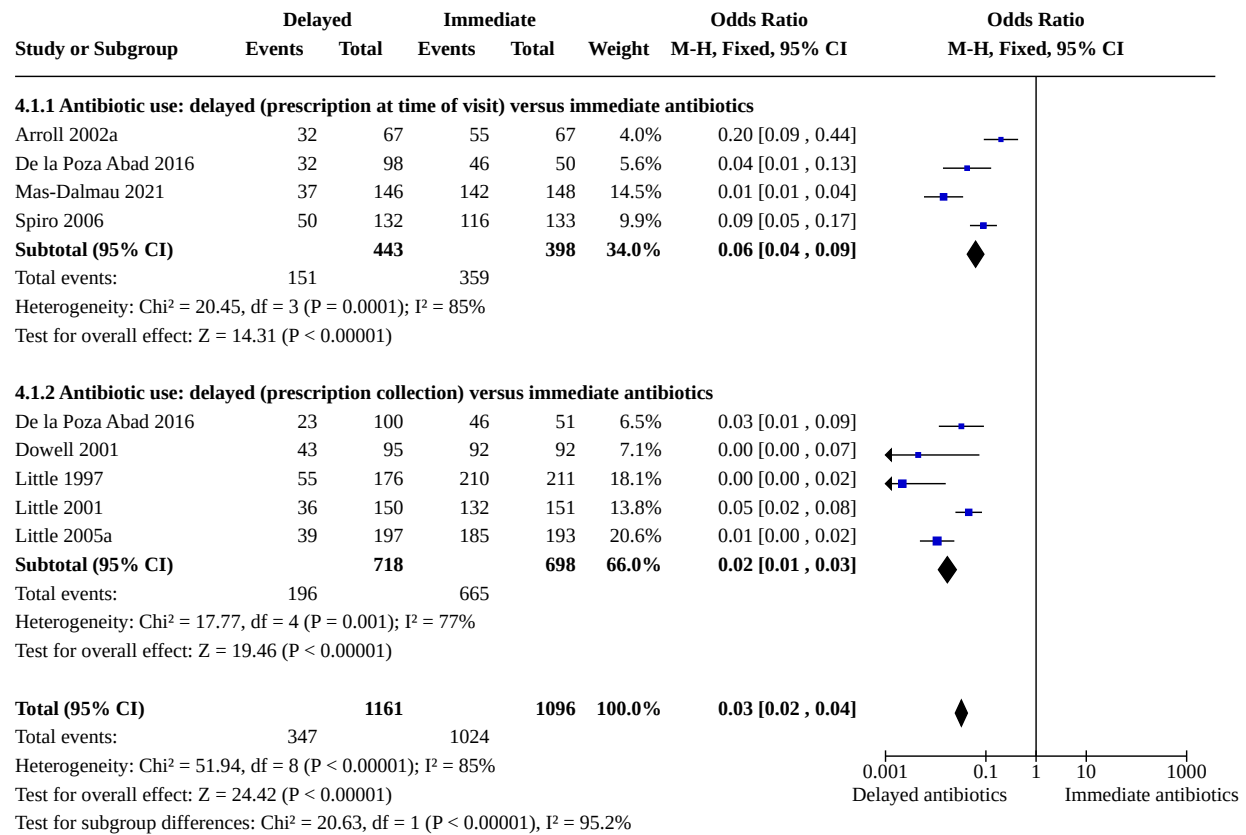 Delayed Immediate Odds Ratio Odds Ratio
Study or Subgroup Events Total Events Total Weight M-H, Fixed, 95% CI M-H, Fixed, 95% CI
4.1.1 Antibiotic use: delayed (prescription at time of visit) versus immediate antibiotics
Arroll 2002a 32 67 55 67 4.0% 0.20 [0.09 , 0.44]
De la Poza Abad 2016 32 98 46 50 5.6% 0.04 [0.01 , 0.13]
Mas-Dalmau 2021 37 146 142 148 14.5% 0.01 [0.01 , 0.04]
Spiro 2006 50 132 116 133 9.9% 0.09 [0.05 , 0.17]
Subtotal (95% CI) 443 398 34.0% 0.06 [0.04 , 0.09]
Total events: 151 359
Heterogeneity: Chi² = 20.45, df = 3 (P = 0.0001); I² = 85%
Test for overall effect: Z = 14.31 (P < 0.00001)
4.1.2 Antibiotic use: delayed (prescription collection) versus immediate antibiotics
De la Poza Abad 2016 23 100 46 51 6.5% 0.03 [0.01 , 0.09]
Dowell 2001 43 95 92 92 7.1% 0.00 [0.00 , 0.07]
Little 1997 55 176 210 211 18.1% 0.00 [0.00 , 0.02]
Little 2001 36 150 132 151 13.8% 0.05 [0.02 , 0.08]
Little 2005a 39 197 185 193 20.6% 0.01 [0.00 , 0.02]
Subtotal (95% CI) 718 698 66.0% 0.02 [0.01 , 0.03]
Total events: 196 665
Heterogeneity: Chi² = 17.77, df = 4 (P = 0.001); I² = 77%
Test for overall effect: Z = 19.46 (P < 0.00001)
Total (95% CI) 1161 1096 100.0% 0.03 [0.02 , 0.04]
Total events: 347 1024
Heterogeneity: Chi² = 51.94, df = 8 (P < 0.00001); I² = 85%
0.001 0.1 1 10 1000
Test for overall effect: Z = 24.42 (P < 0.00001)
Delayed antibiotics Immediate antibiotics
Test for subgroup differences: Chi² = 20.63, df = 1 (P < 0.00001), I² = 95.2%